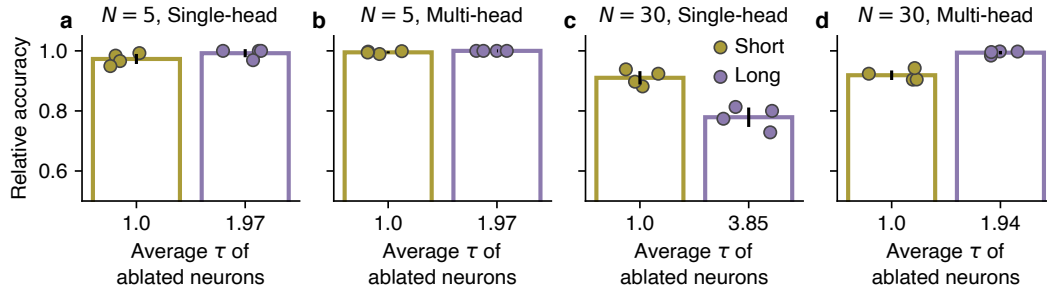 a
N = 5, Single-head
Relative accuracy
1.0
0.8
0.6
1.0
1.97
Average τ of
ablated neurons
b
N = 5, Multi-head
1.0
1.97
Average τ of
ablated neurons
c
N = 30, Single-head
Short
Long
1.0
3.85
Average τ of
ablated neurons
d
N = 30, Multi-head
1.0
1.94
Average τ of
ablated neurons